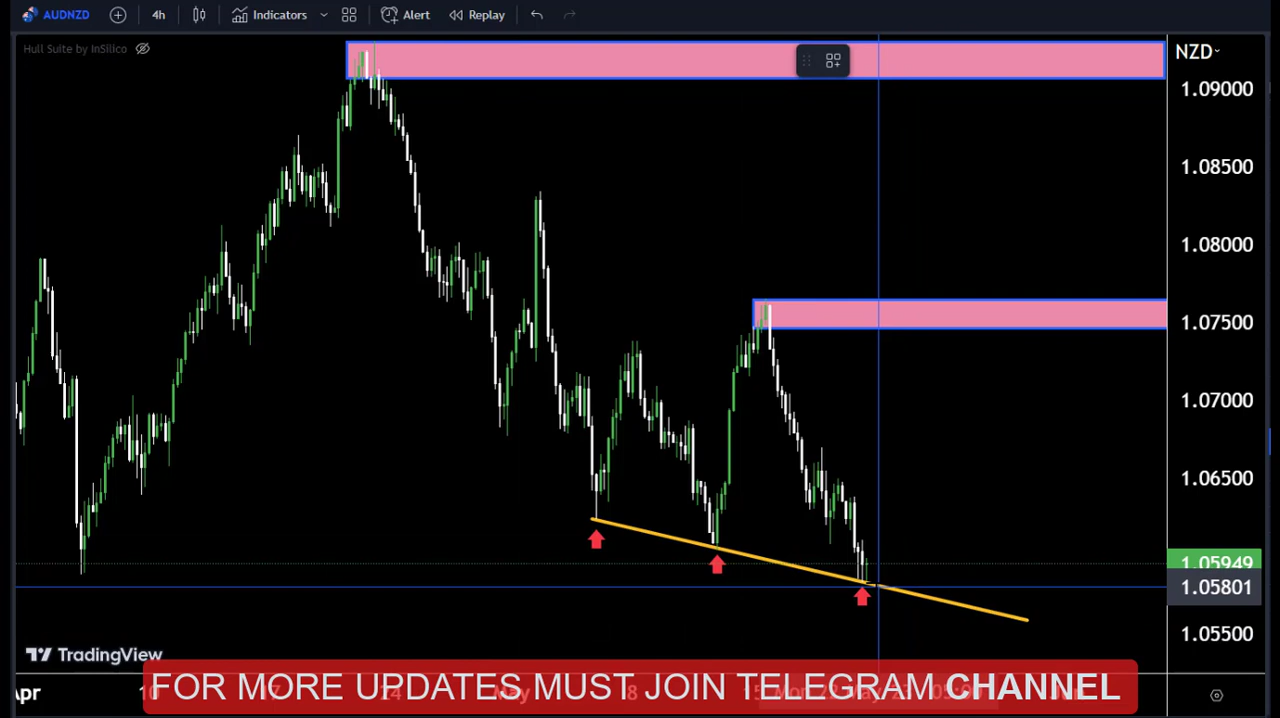 AUDNZD 4h Indicators Alert Replay
Hull Suite by InSilico
NZD
1.09000
1.08500
1.08000
1.07500
1.07000
1.06500
1.05949
1.05801
1.05500
TradingView
FOR MORE UPDATES MUST JOIN TELEGRAM CHANNEL